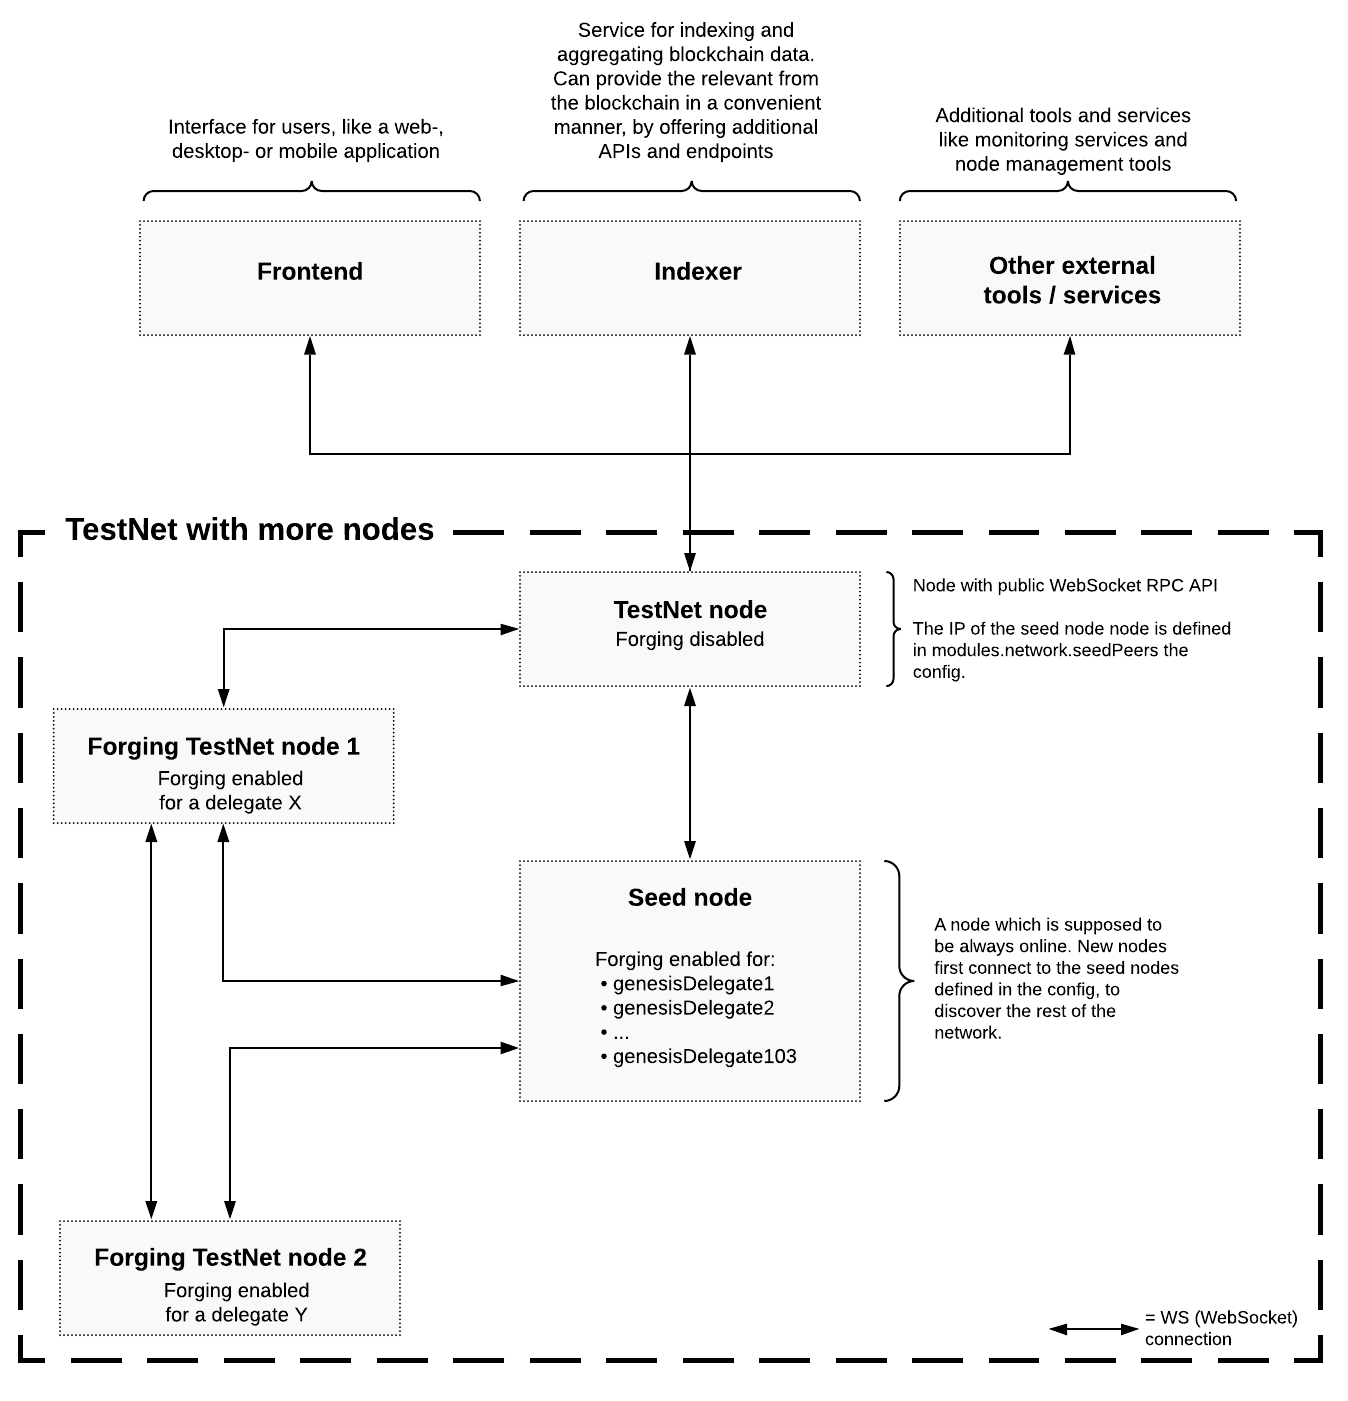 Interface for users, like a web-,
desktop- or mobile application
Service for indexing and
aggregating blockchain data.
Can provide the relevant from
the blockchain in a convenient
manner, by offering additional
APIs and endpoints
Additional tools and services
like monitoring services and
node management tools
Frontend
Indexer
Other external
tools / services
TestNet with more nodes
TestNet node
Forging disabled
Node with public WebSocket RPC API
The IP of the seed node node is defined
in modules.network.seedPeers the
config.
Forging TestNet node 1
Forging enabled
for a delegate X
Seed node
Forging enabled for:
• genesisDelegate1
• genesisDelegate2
• ...
• genesisDelegate103
A node which is supposed to
be always online. New nodes
first connect to the seed nodes
defined in the config, to
discover the rest of the
network.
Forging TestNet node 2
Forging enabled
for a delegate Y
= WS (WebSocket)
connection